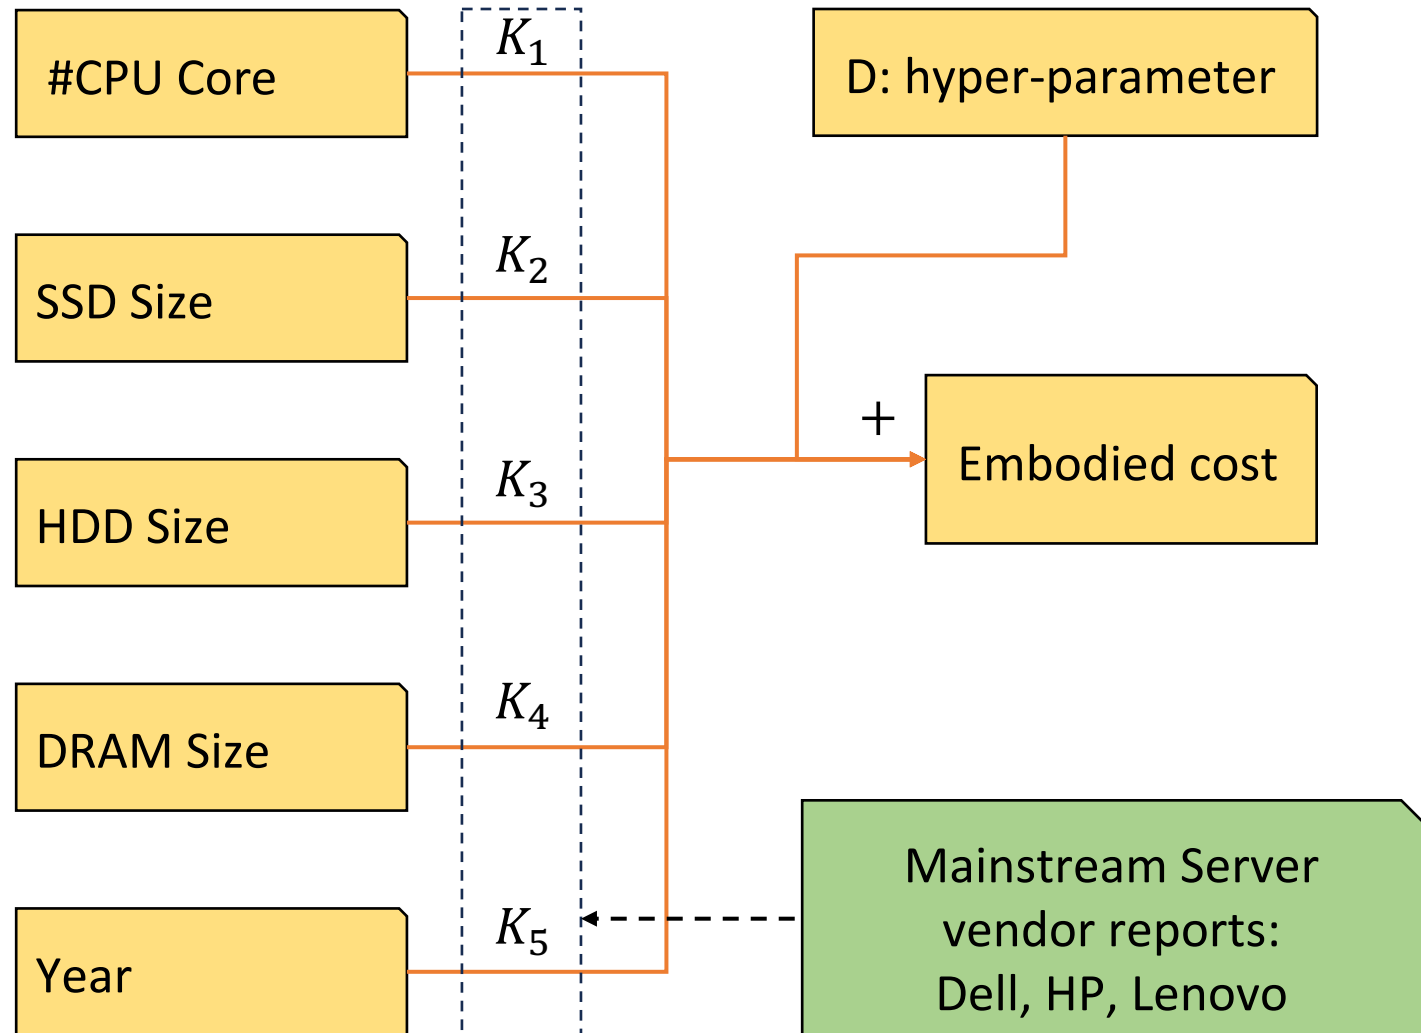 #CPU Core
K₁
D: hyper-parameter
SSD Size
K₂
+
Embodied cost
HDD Size
K₃
DRAM Size
K₄
Mainstream Server
vendor reports:
Dell, HP, Lenovo
Year
K₅